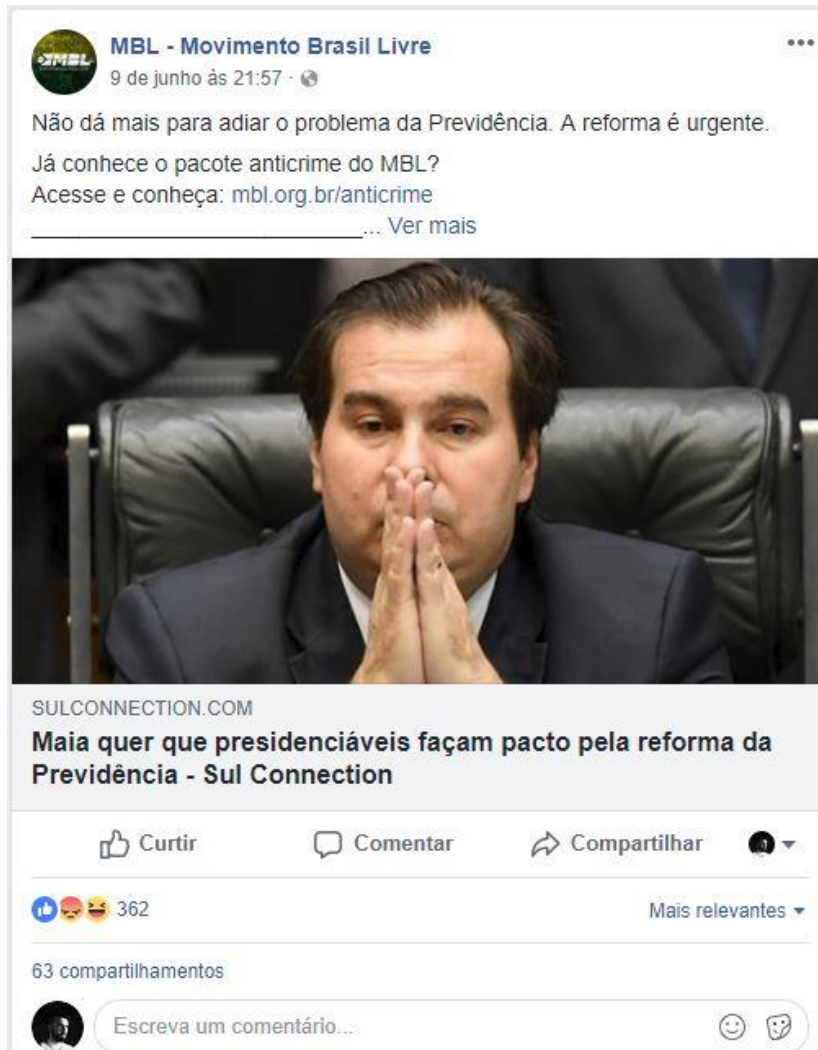 MBL - Movimento Brasil Livre
9 de junho às 21:57 ·
Não dá mais para adiar o problema da Previdência. A reforma é urgente.
Já conhece o pacote anticrime do MBL?
Acesse e conheça: mbl.org.br/anticrime
___________________________... Ver mais
SULCONNECTION.COM
Maia quer que presidenciáveis façam pacto pela reforma da
Previdência - Sul Connection
Curtir Comentar Compartilhar
362 Mais relevantes
63 compartilhamentos
Escreva um comentário...